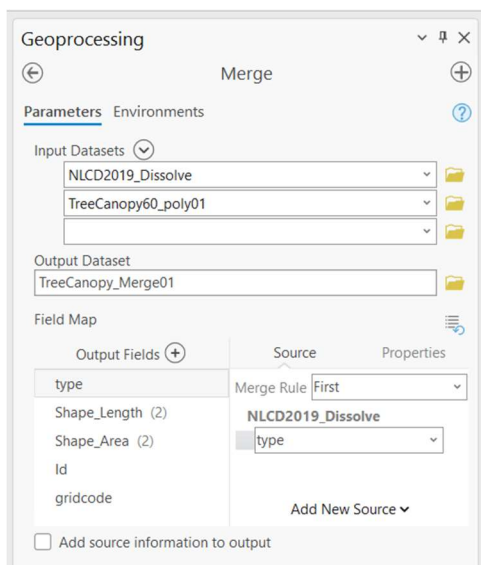 Geoprocessing
Merge
Parameters Environments
?
Input Datasets
NLCD2019_Dissolve
TreeCanopy60_poly01
Output Dataset
TreeCanopy_Merge01
Field Map
Output Fields Source Properties
type
Merge Rule First
Shape_Length (2)
NLCD2019_Dissolve
Shape_Area (2)
type
Id
gridcode
Add New Source
Add source information to output